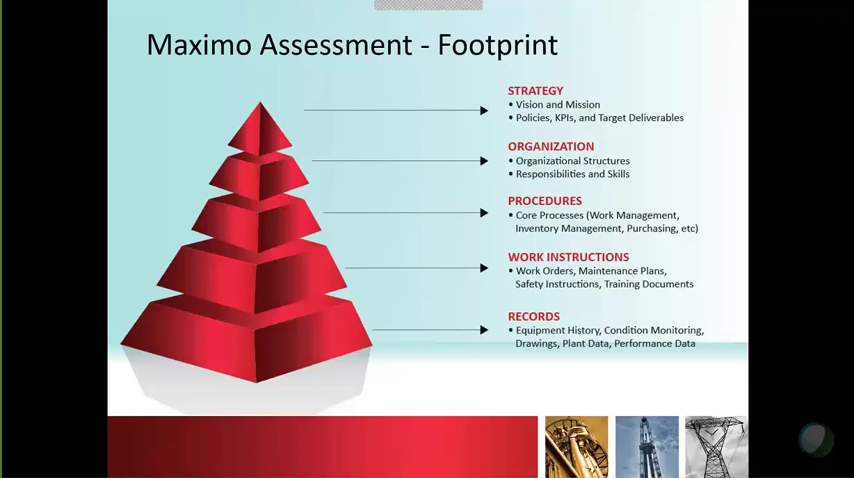 Maximo Assessment - Footprint
STRATEGY
• Vision and Mission
• Policies, KPIs, and Target Deliverables
ORGANIZATION
• Organizational Structures
• Responsibilities and Skills
PROCEDURES
• Core Processes (Work Management,
Inventory Management, Purchasing, etc)
WORK INSTRUCTIONS
• Work Orders, Maintenance Plans,
Safety Instructions, Training Documents
RECORDS
• Equipment History, Condition Monitoring,
Drawings, Plant Data, Performance Data